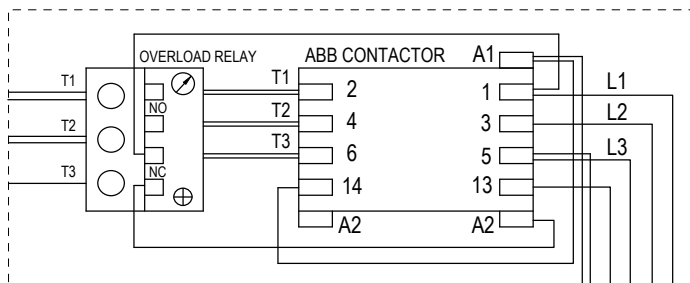 OVERLOAD RELAY
ABB CONTACTOR
A1
T1
T1
2
1
L1
NO
T2
T2
4
3
L2
T3
6
5
L3
T3
NC
14
13
A2
A2